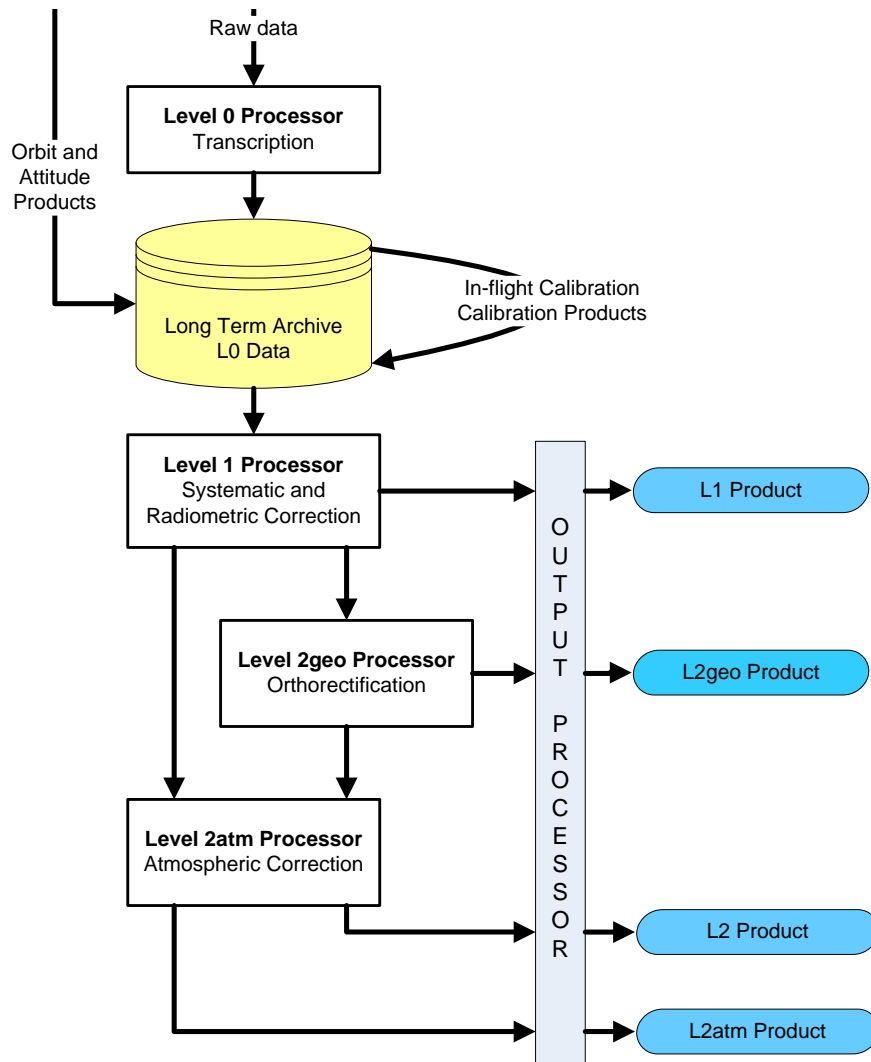 Raw data
Level 0 Processor
Transcription
Orbit and
Attitude
Products
In-flight Calibration
Calibration Products
Long Term Archive
L0 Data
Level 1 Processor
Systematic and
Radiometric Correction
L1 Product
OUTPUT PROCESSOR
Level 2geo Processor
Orthorectification
L2geo Product
Level 2atm Processor
Atmospheric Correction
L2 Product
L2atm Product